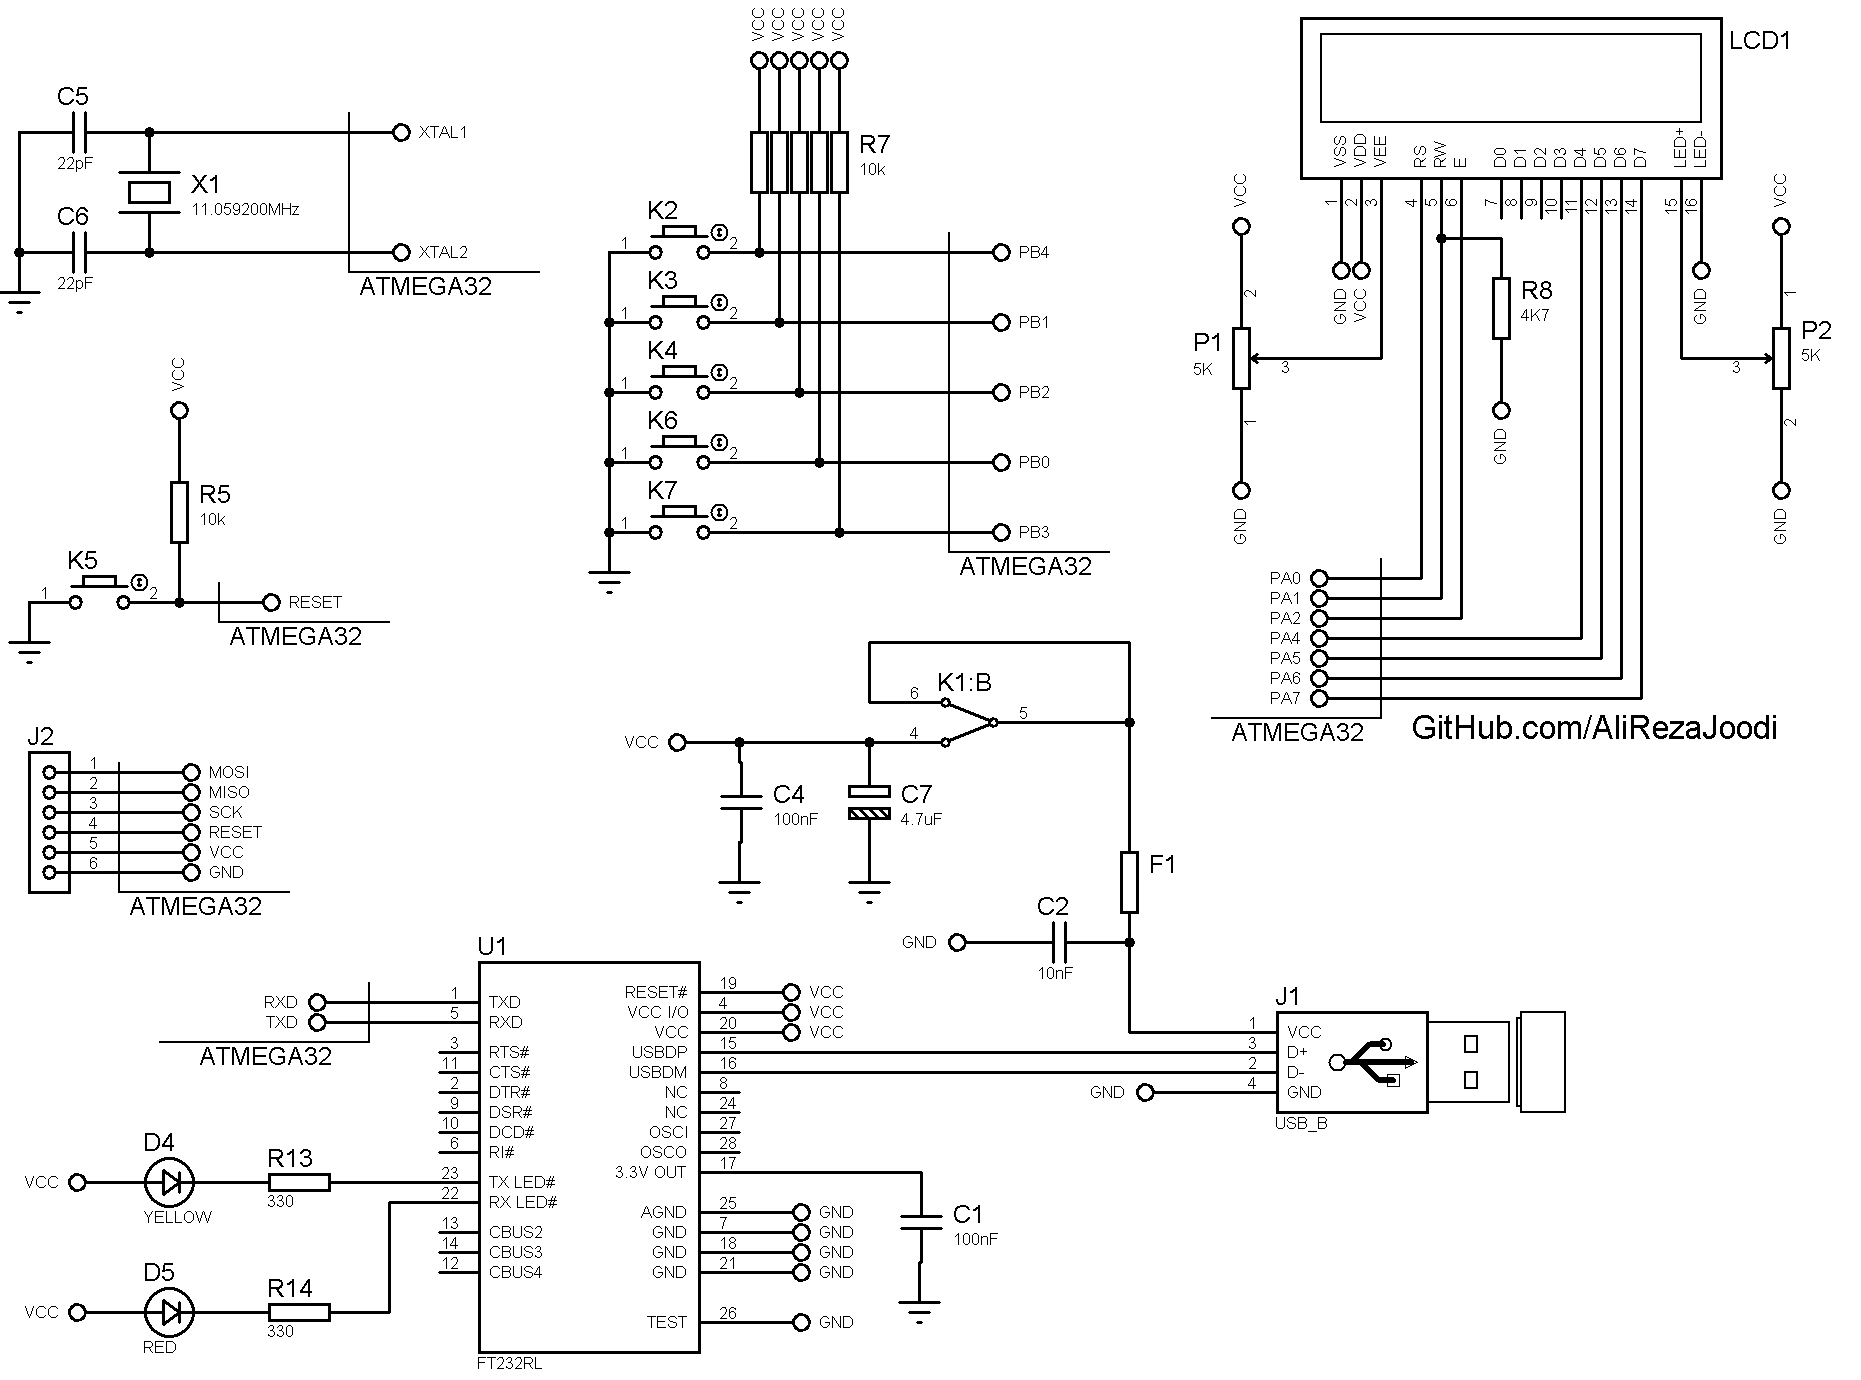 C5
22pF
X1
11.059200MHz
C6
22pF
XTAL1
XTAL2
ATMEGA32
VCC
R5
10k
K5
1
2
RESET
ATMEGA32
VCC
VCC
VCC
VCC
VCC
R7
10k
K2
1
2
PB4
K3
1
2
PB1
K4
1
2
PB2
K6
1
2
PB0
K7
1
2
PB3
ATMEGA32
LCD1
VSS
VDD
VEE
RS
RW
E
D0
D1
D2
D3
D4
D5
D6
D7
LED+
LED-
1
2
3
4
5
6
7
8
9
10
11
12
13
14
15
16
GND
VCC
GND
VCC
2
P1
5K
3
1
GND
R8
4K7
GND
VCC
1
P2
5K
3
2
GND
PA0
PA1
PA2
PA4
PA5
PA6
PA7
ATMEGA32
GitHub.com/AliRezaJoodi
J2
1 MOSI
2 MISO
3 SCK
4 RESET
5 VCC
6 GND
ATMEGA32
K1:B
6
5
VCC
4
C4
100nF
C7
4.7uF
F1
C2
GND
10nF
J1
1 VCC
3 D+
2 D-
GND 4 GND
USB_B
U1
RXD 1 TXD
TXD 5 RXD
ATMEGA32
3 RTS#
11 CTS#
2 DTR#
9 DSR#
10 DCD#
6 RI#
23 TX LED#
22 RX LED#
13 CBUS2
14 CBUS3
12 CBUS4
RESET# 19 VCC
VCC I/O 4 VCC
VCC 20 VCC
USBDP 15
USBDM 16
NC 8
NC 24
OSCI 27
OSCO 28
3.3V OUT 17
AGND 25 GND
GND 7 GND
GND 18 GND
GND 21 GND
TEST 26 GND
FT232RL
C1
100nF
D4
VCC
YELLOW
R13
330
D5
VCC
RED
R14
330